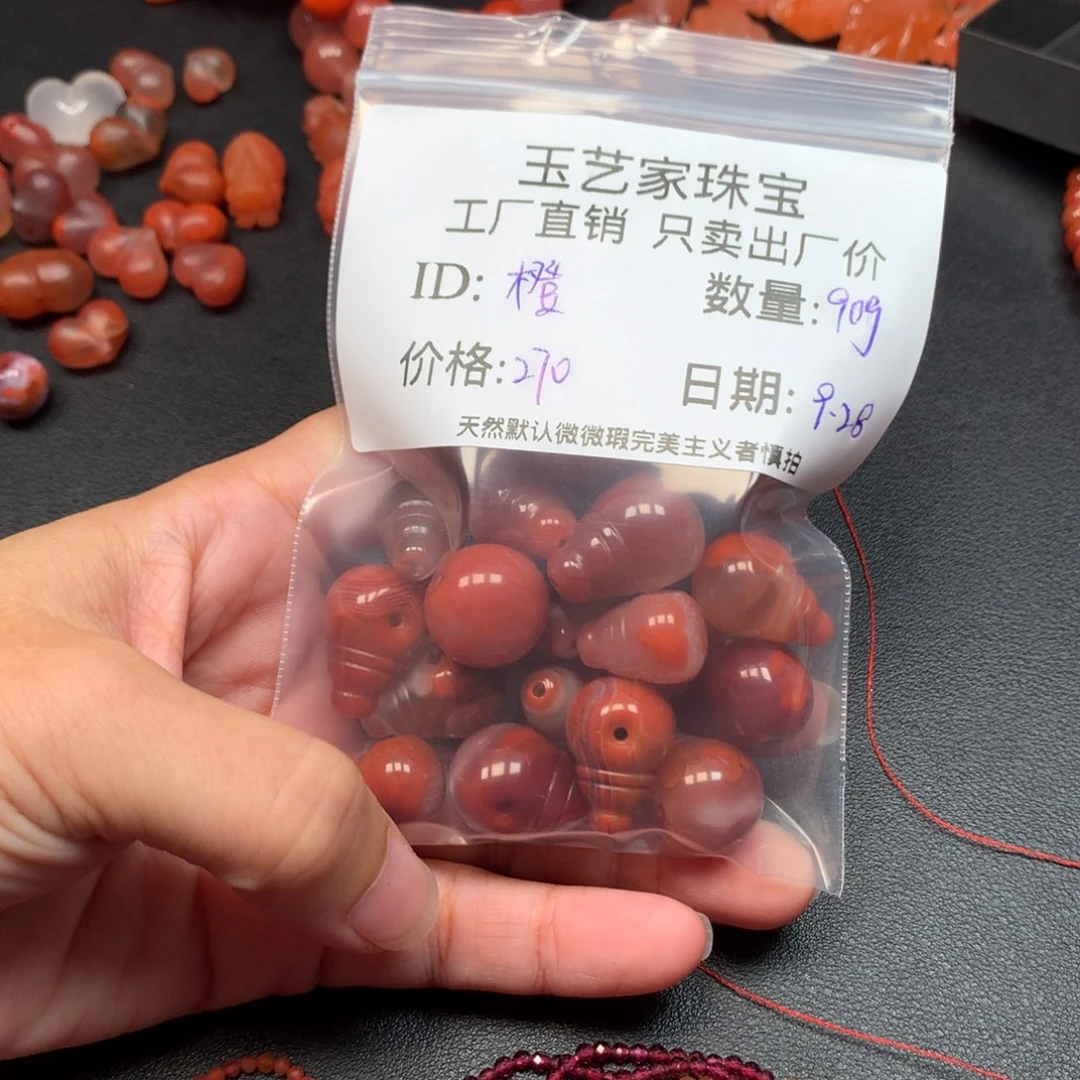 玉艺家珠宝
工厂直销 只卖出厂价
ID: 橙 数量: 90g
价格: 270 日期: 9.28
天然默认微微瑕完美主义者慎拍